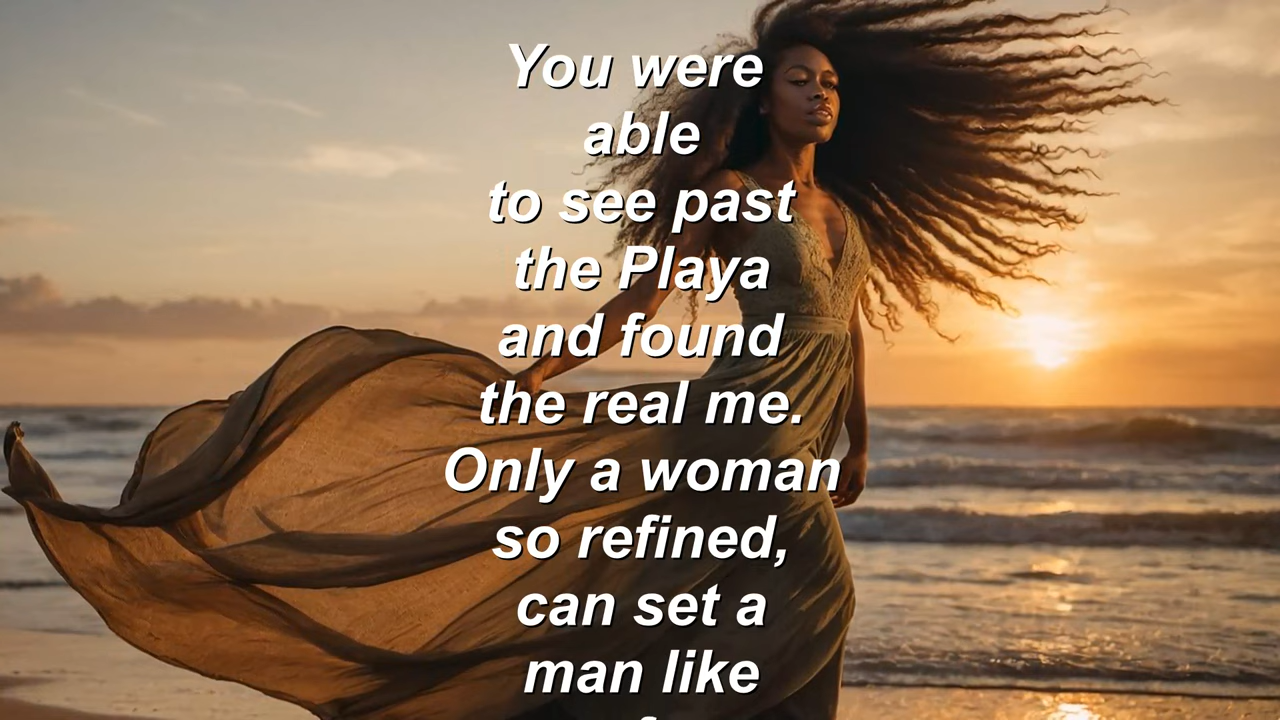 You were
able
to see past
the Playa
and found
the real me.
Only a woman
so refined,
can set a
man like